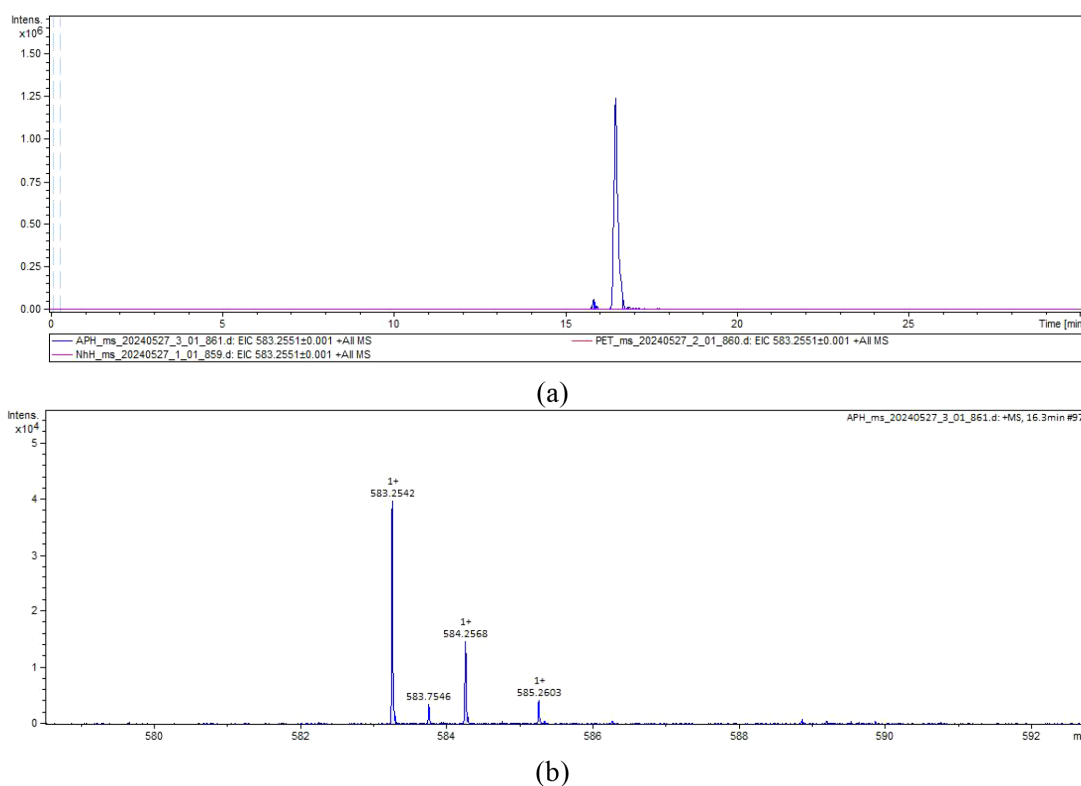 Intens.
x10^6
1.50
1.25
1.00
0.75
0.50
0.25
0.00
0 5 10 15 20 25 Time [min
APH_ms_20240527_3_01_861.d: EIC 583.2551±0.001 +All MS PET_ms_20240527_2_01_860.d: EIC 583.2551±0.001 +All MS
NhH_ms_20240527_1_01_859.d: EIC 583.2551±0.001 +All MS
(a)
Intens.
x10^4
APH_ms_20240527_3_01_861.d: +MS, 16.3min #97
5
4
3
2
1
0
1+
583.2542
583.7546
1+
584.2568
1+
585.2603
580 582 584 586 588 590 592 m
(b)